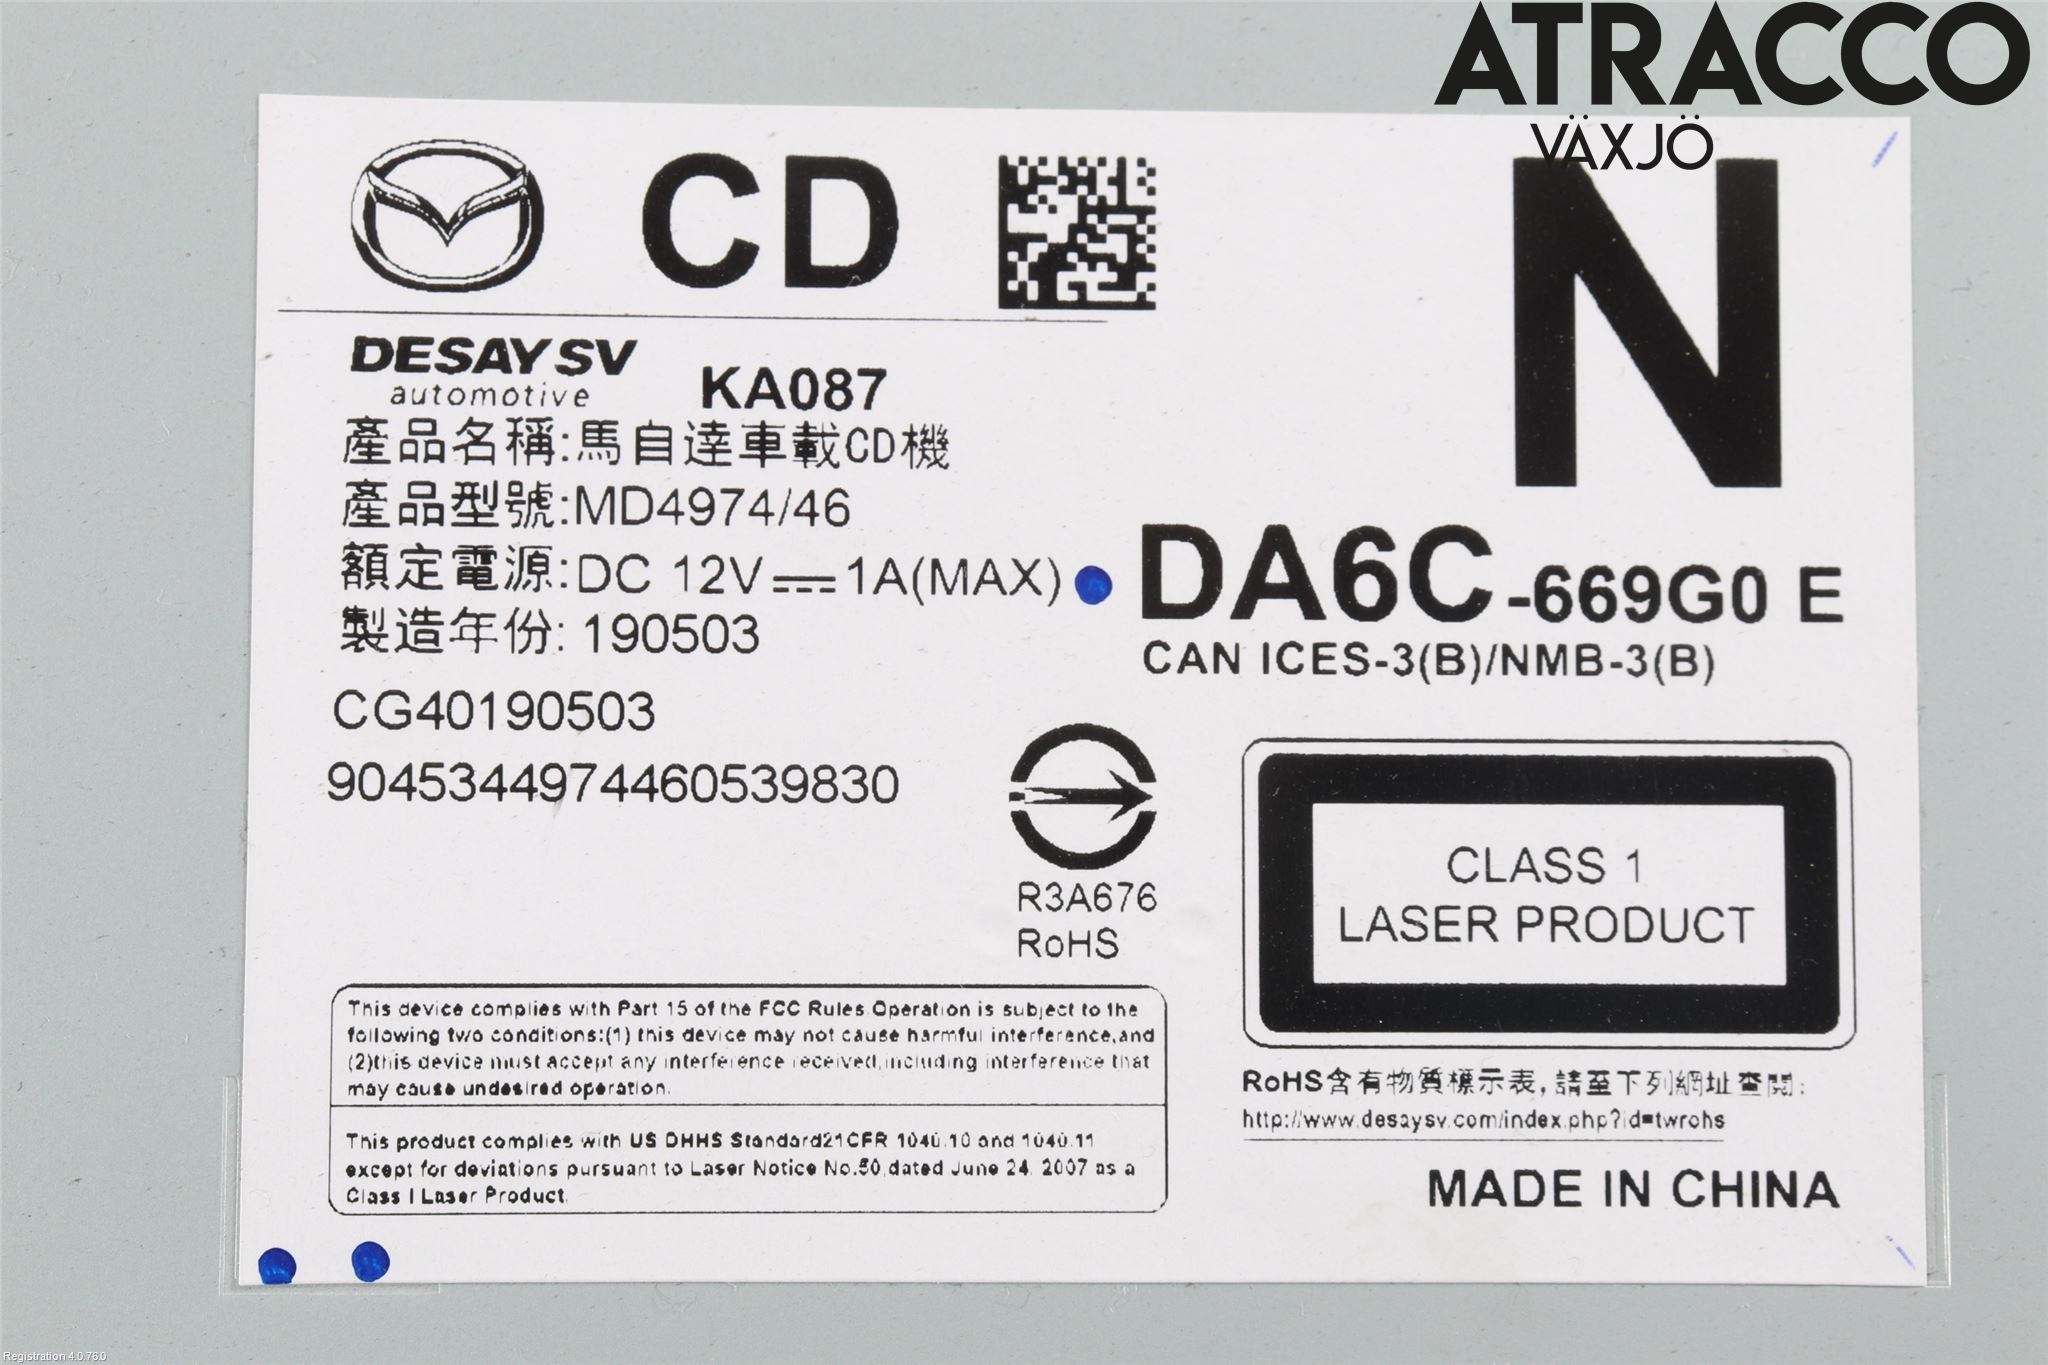 ATRACCO
VÄXJÖ
CD
N
DESAY SV
automotive
KA087
產品名稱:馬自達車載CD機
產品型號:MD4974/46
額定電源:DC 12V 1A(MAX)
製造年份: 190503
CG40190503
9045344974460539830
DA6C-669G0 E
CAN ICES-3(B)/NMB-3(B)
R3A676
RoHS
CLASS 1
LASER PRODUCT
This device complies with Part 15 of the FCC Rules.Operation is subject to the
following two conditions:(1) this device may not cause harmful interference,and
(2)this device must accept any interference received,including interference that
may cause undesired operation.
This product complies with US DHHS Standard21CFR 1040.10 and 1040.11
except for deviations pursuant to Laser Notice No.50,dated June 24, 2007 as a
Class I Laser Product.
RoHS含有物質標示表,請至下列網址查閱:
http://www.desaysv.com/index.php?id=twrohs
MADE IN CHINA
Registration 4.0.76.0